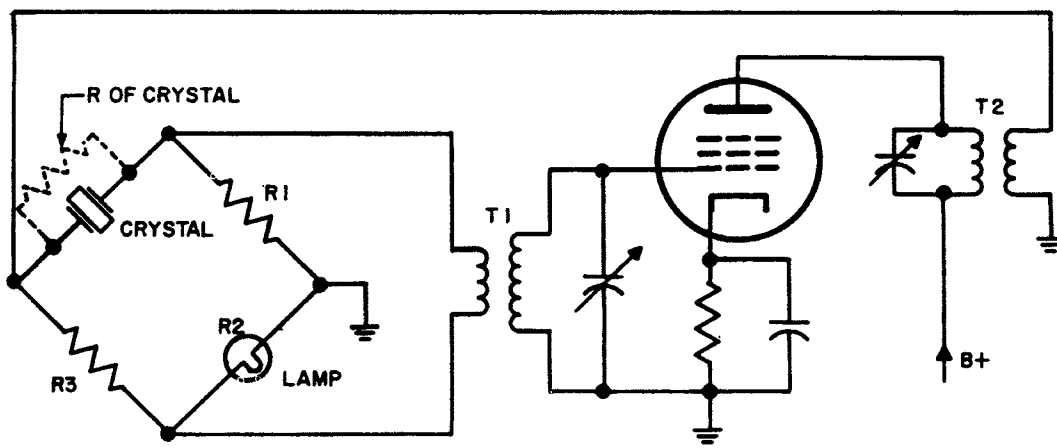 R OF CRYSTAL
CRYSTAL
R1
T1
T2
R2
LAMP
R3
B+